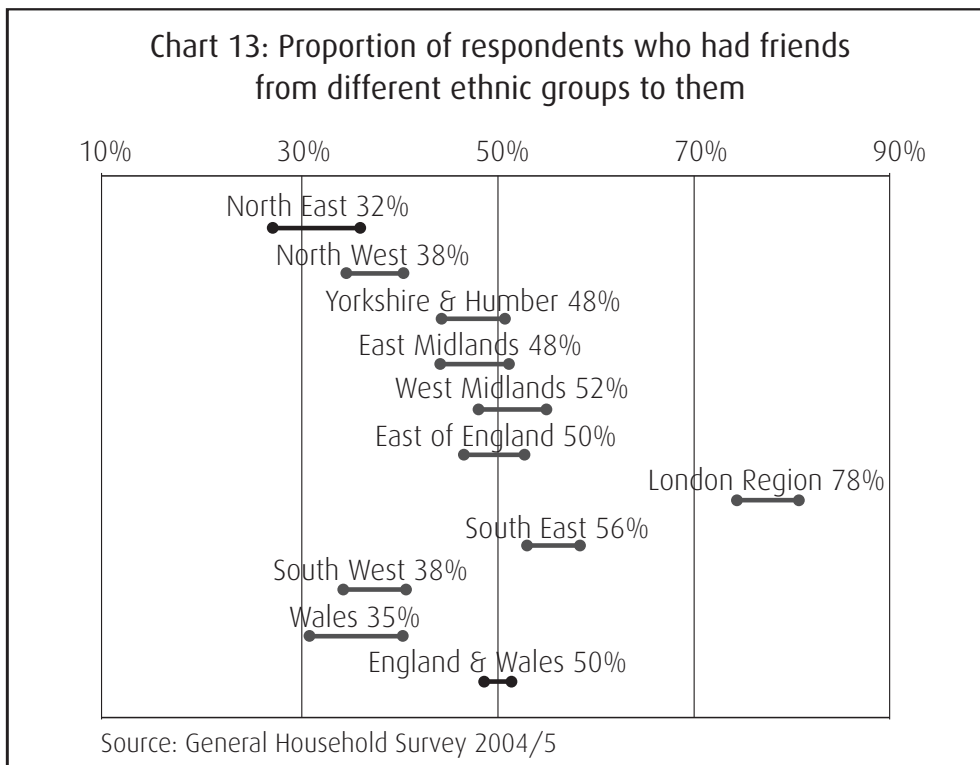 Chart 13: Proportion of respondents who had friends
from different ethnic groups to them
10% 30% 50% 70% 90%
North East 32%
North West 38%
Yorkshire & Humber 48%
East Midlands 48%
West Midlands 52%
East of England 50%
London Region 78%
South East 56%
South West 38%
Wales 35%
England & Wales 50%
Source: General Household Survey 2004/5